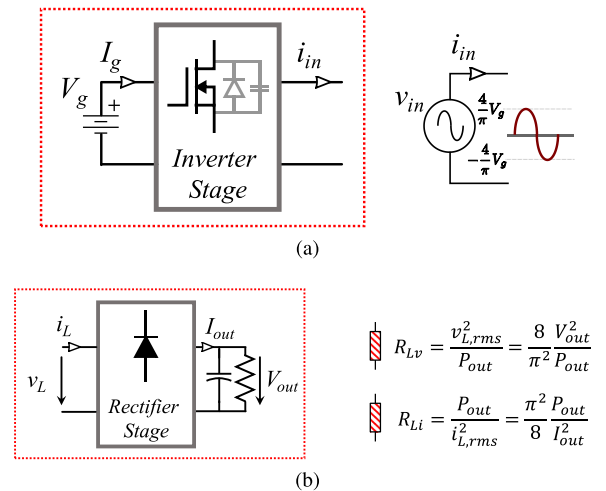 I_g
i_in
V_g
+
Inverter
Stage
i_in
v_in
4/π V_g
-4/π V_g
(a)
i_L
I_out
v_L
V_out
Rectifier
Stage
R_Lv = v²_L,rms / P_out = 8/π² V²_out / P_out
R_Li = P_out / i²_L,rms = π²/8 P_out / I²_out
(b)